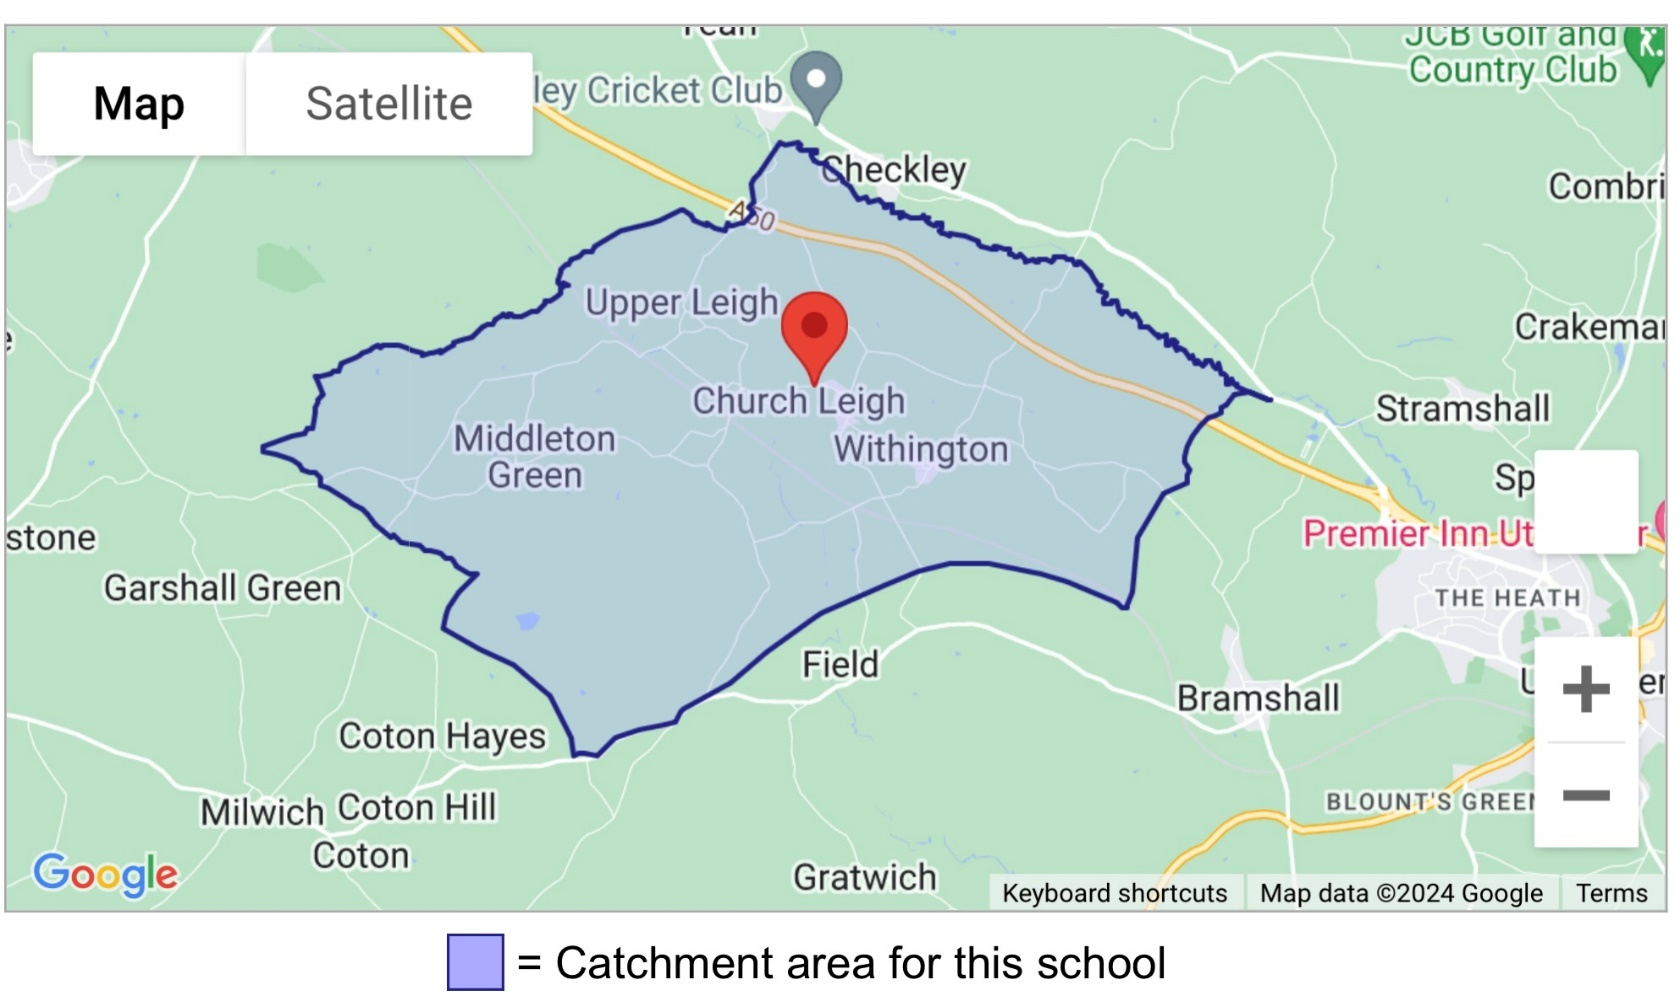 Map
Satellite
ley Cricket Club
JCB Golf and
Country Club
Checkley
Combri
A50
Upper Leigh
Crakemar
Church Leigh
Stramshall
Middleton
Green
Withington
Sp
stone
Premier Inn Ut r
Garshall Green
THE HEATH
Field
Bramshall
Coton Hayes
BLOUNT'S GREEN
Milwich
Coton Hill
Coton
Gratwich
Google
Keyboard shortcuts
Map data ©2024 Google
Terms
= Catchment area for this school